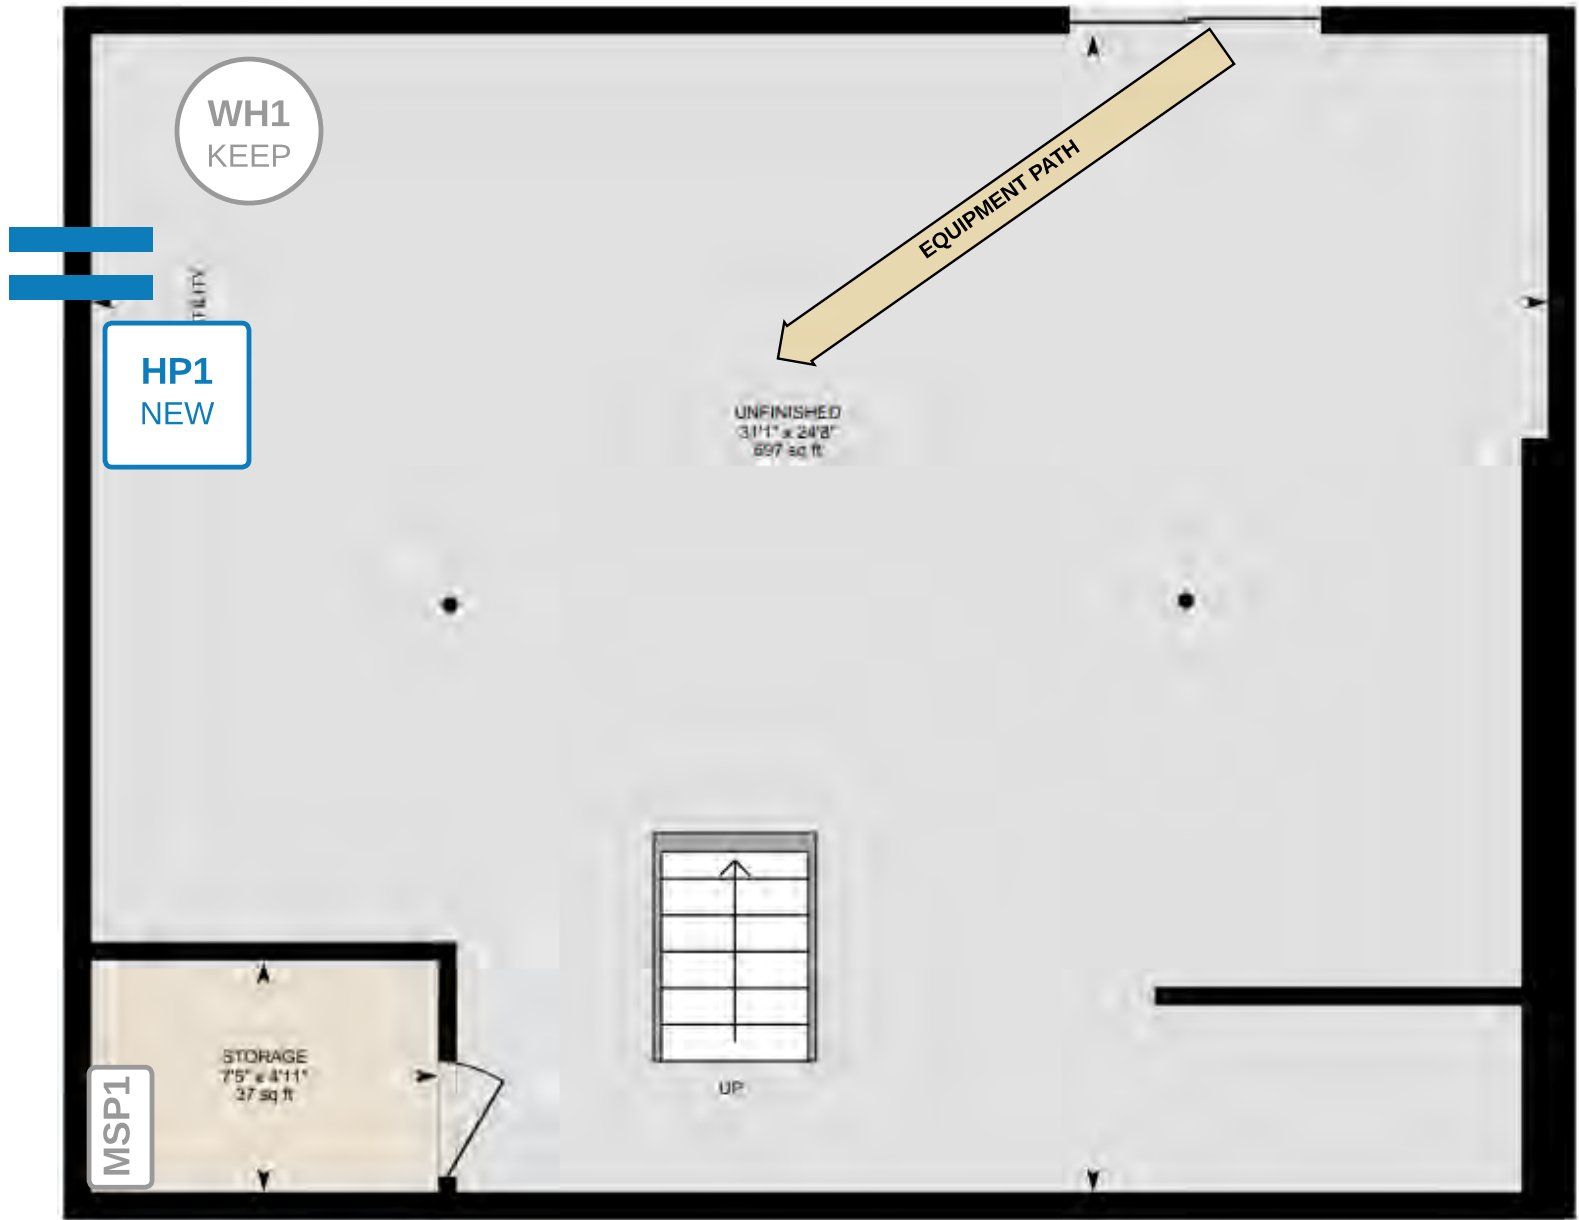 WH1
KEEP
EQUIPMENT PATH
TILITY
HP1
NEW
UNFINISHED
31'1" x 24'8"
697 sq ft
STORAGE
7'5" x 4'11"
37 sq ft
MSP1
UP